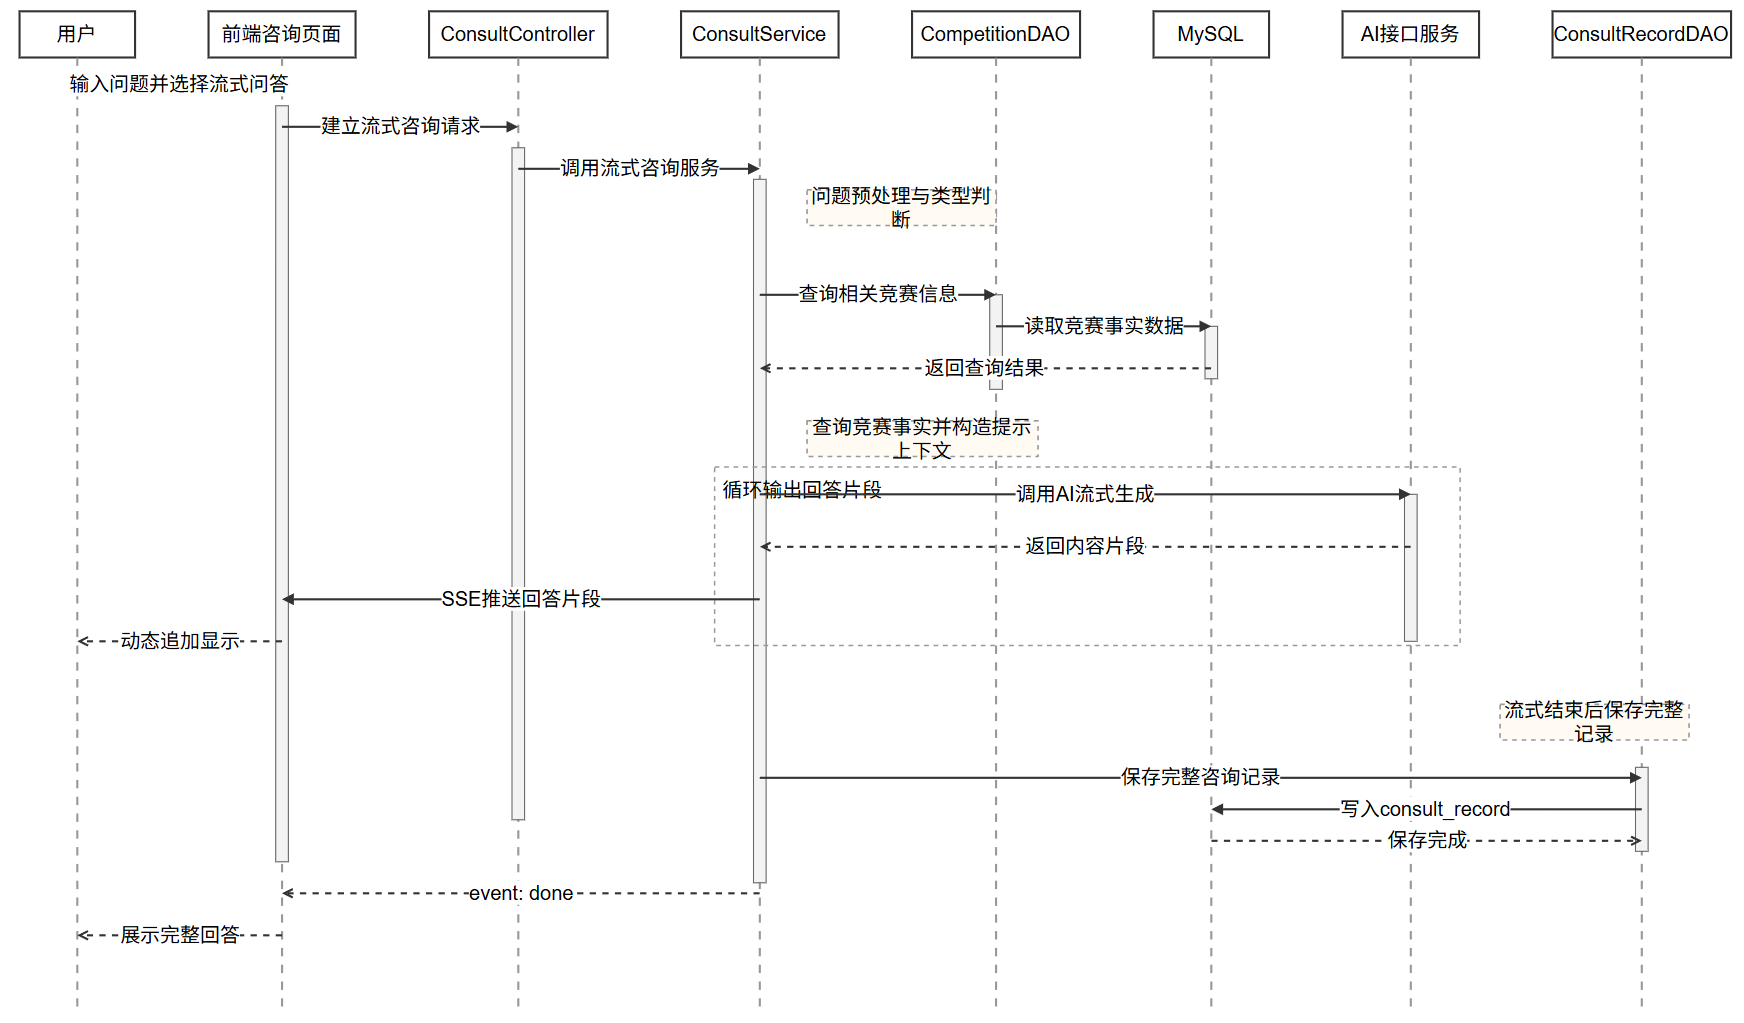 用户
前端咨询页面
ConsultController
ConsultService
CompetitionDAO
MySQL
AI接口服务
ConsultRecordDAO
输入问题并选择流式问答
建立流式咨询请求
调用流式咨询服务
问题预处理与类型判
断
查询相关竞赛信息
读取竞赛事实数据
返回查询结果
查询竞赛事实并构造提示
上下文
循环输出回答片段
调用AI流式生成
返回内容片段
SSE推送回答片段
动态追加显示
流式结束后保存完整
记录
保存完整咨询记录
写入consult_record
保存完成
event: done
展示完整回答